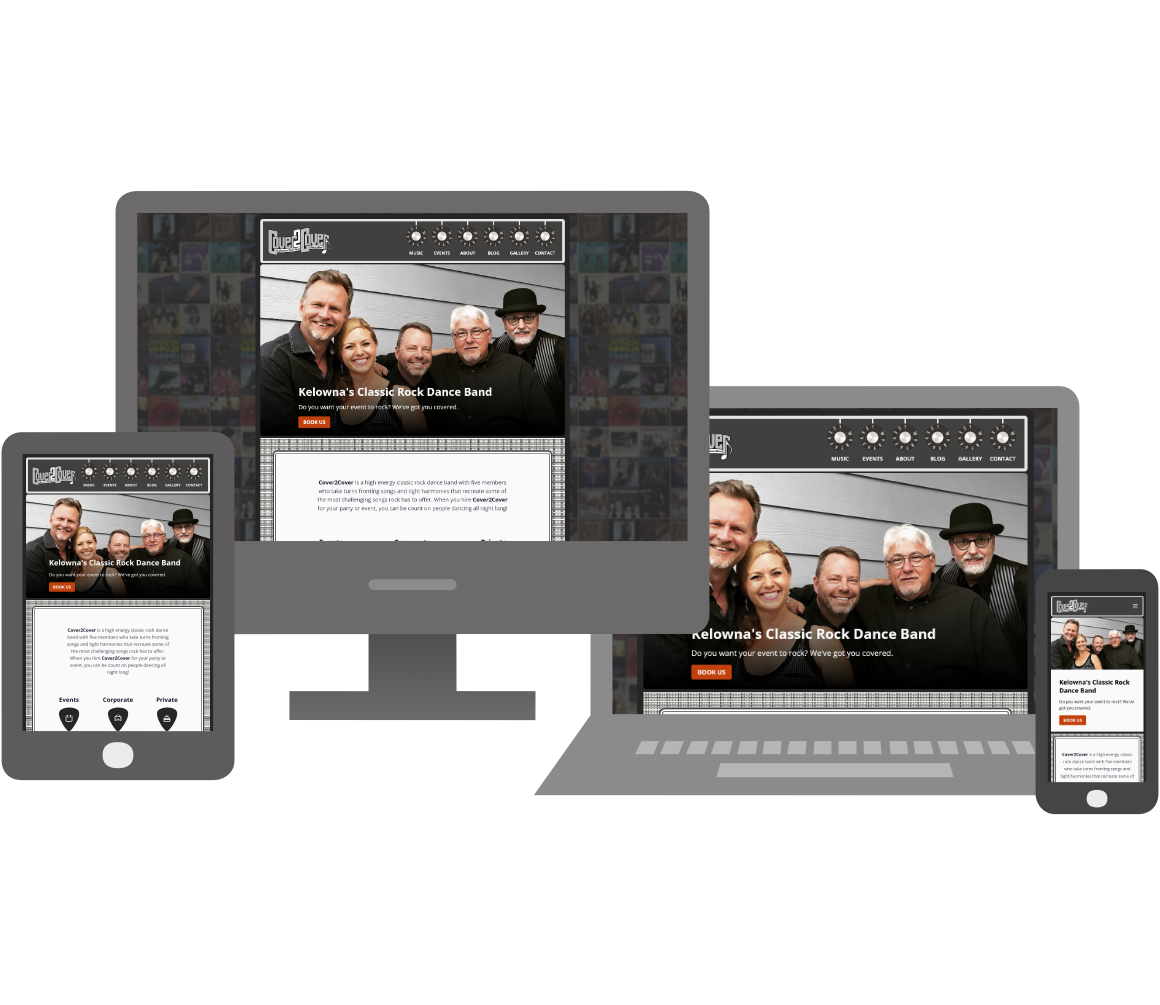 Cover2Cover
MUSIC EVENTS ABOUT BLOG GALLERY CONTACT
Kelowna's Classic Rock Dance Band
Do you want your event to rock? We've got you covered.
BOOK US
Cover2Cover is a high energy classic rock dance band with five members
who take turns fronting songs and tight harmonies that recreate some of
the most challenging songs rock has to offer. When you hire Cover2Cover
for your party or event, you can be count on people dancing all night long!
Cover2Cover
MUSIC EVENTS ABOUT BLOG GALLERY CONTACT
Kelowna's Classic Rock Dance Band
Do you want your event to rock? We've got you covered.
BOOK US
Cover2Cover is a high energy classic rock dance
band with five members who take turns fronting
songs and tight harmonies that recreate some of
the most challenging songs rock has to offer.
When you hire Cover2Cover for your party or
event, you can be count on people dancing all
night long!
Events Corporate Private
over
MUSIC EVENTS ABOUT BLOG GALLERY CONTACT
Kelowna's Classic Rock Dance Band
Do you want your event to rock? We've got you covered.
BOOK US
Cover2Cover
Kelowna's Classic Rock
Dance Band
Do you want your event to rock? We've
got you covered.
BOOK US
Cover2Cover is a high energy classic
rock dance band with five members
who take turns fronting songs and
tight harmonies that recreate some of